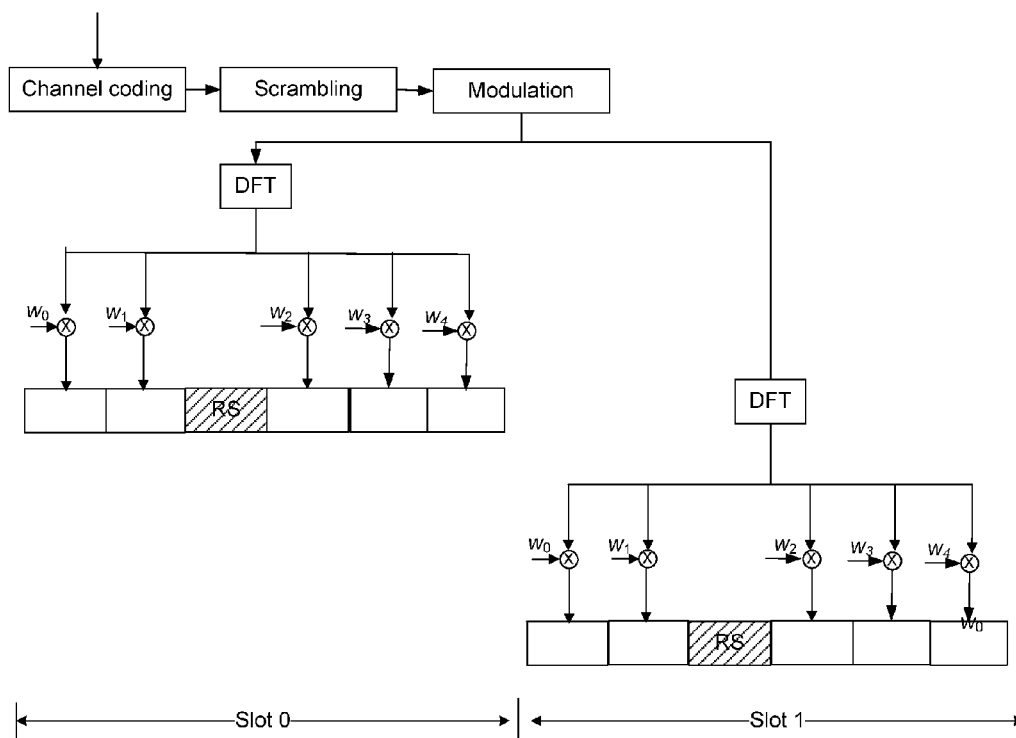 Channel coding
Scrambling
Modulation
DFT
W0
W1
W2
W3
W4
RS
DFT
W0
W1
W2
W3
W4
W0
RS
Slot 0
Slot 1